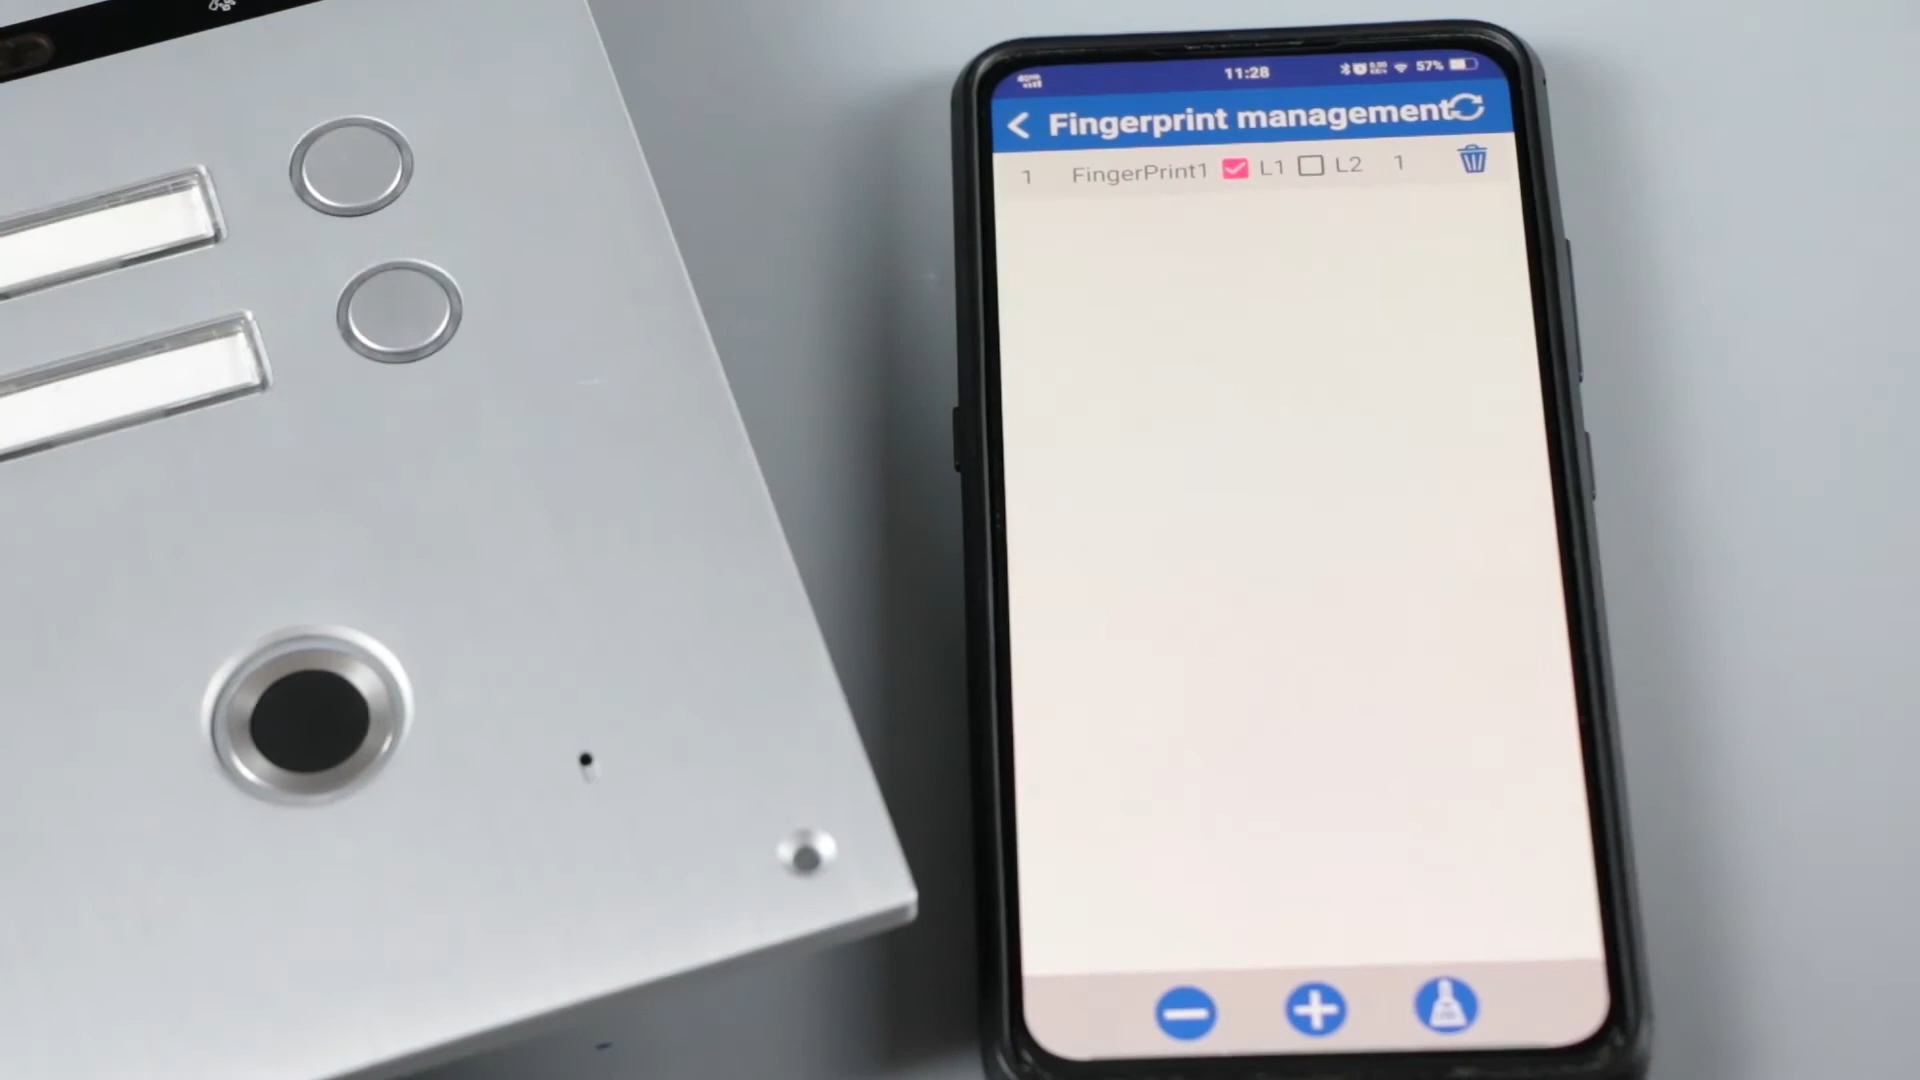 11:28 57%
Fingerprint management
1 FingerPrint1 L1 L2 1